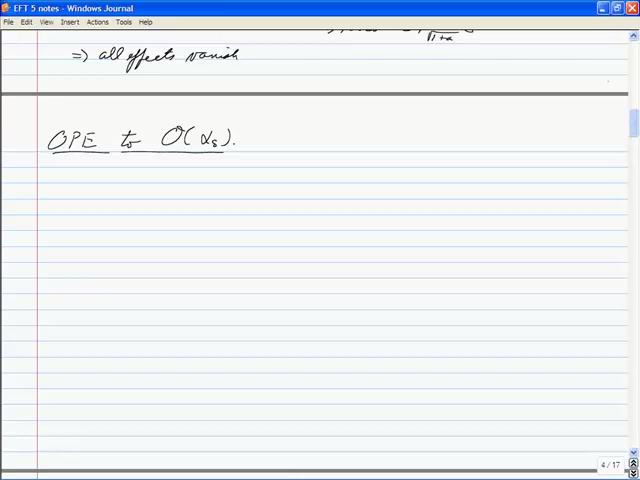 EFT 5 notes - Windows Journal
File Edit View Insert Actions Tools Help
⇒ all effects vanish
OPE to O(αs).
4 / 17